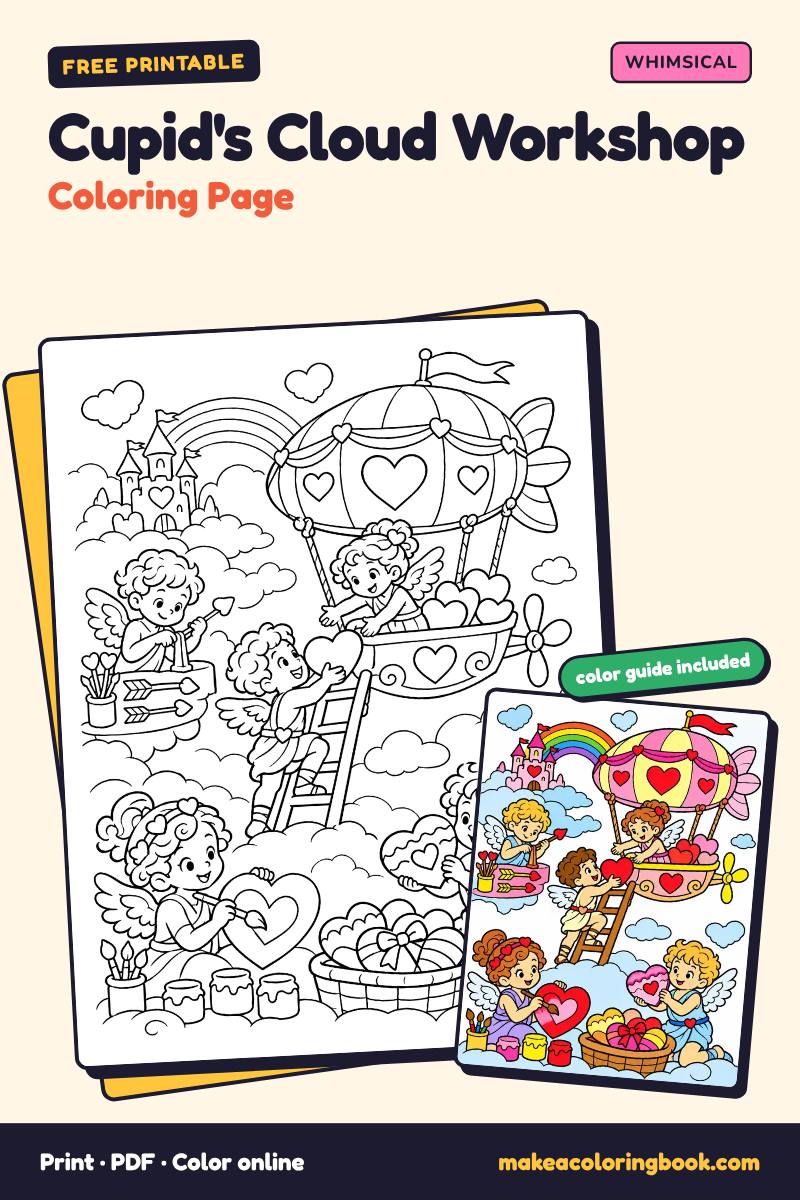 FREE PRINTABLE
WHIMSICAL
Cupid's Cloud Workshop
Coloring Page
color guide included
Print · PDF · Color online
makeacoloringbook.com